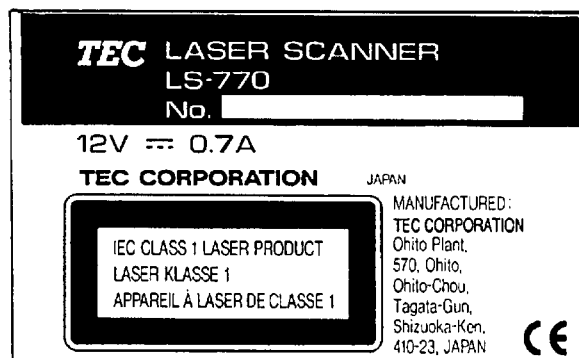 TEC LASER SCANNER
LS-770
No.
12V ⎓ 0.7A
TEC CORPORATION JAPAN
IEC CLASS 1 LASER PRODUCT
LASER KLASSE 1
APPAREIL À LASER DE CLASSE 1
MANUFACTURED:
TEC CORPORATION
Ohito Plant,
570, Ohito,
Ohito-Chou,
Tagata-Gun,
Shizuoka-Ken,
410-23, JAPAN
CE